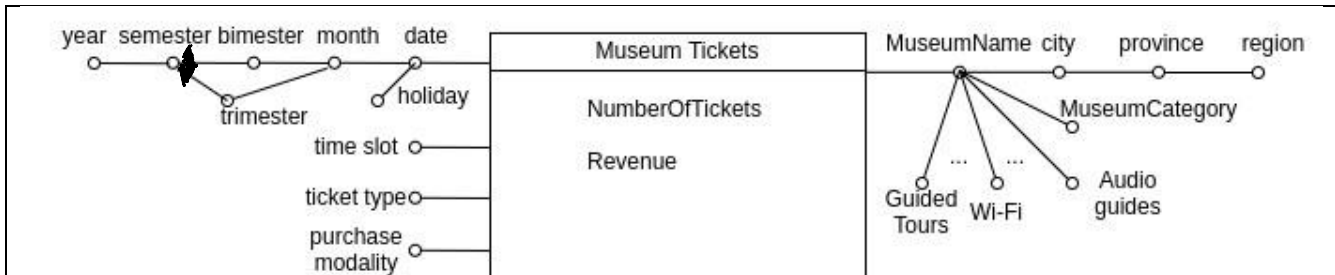 year semester bimester month date
Museum Tickets
MuseumName city province region
trimester
holiday
NumberOfTickets
MuseumCategory
time slot
Revenue
... ...
ticket type
Guided
Tours
Wi-Fi
Audio
guides
purchase
modality